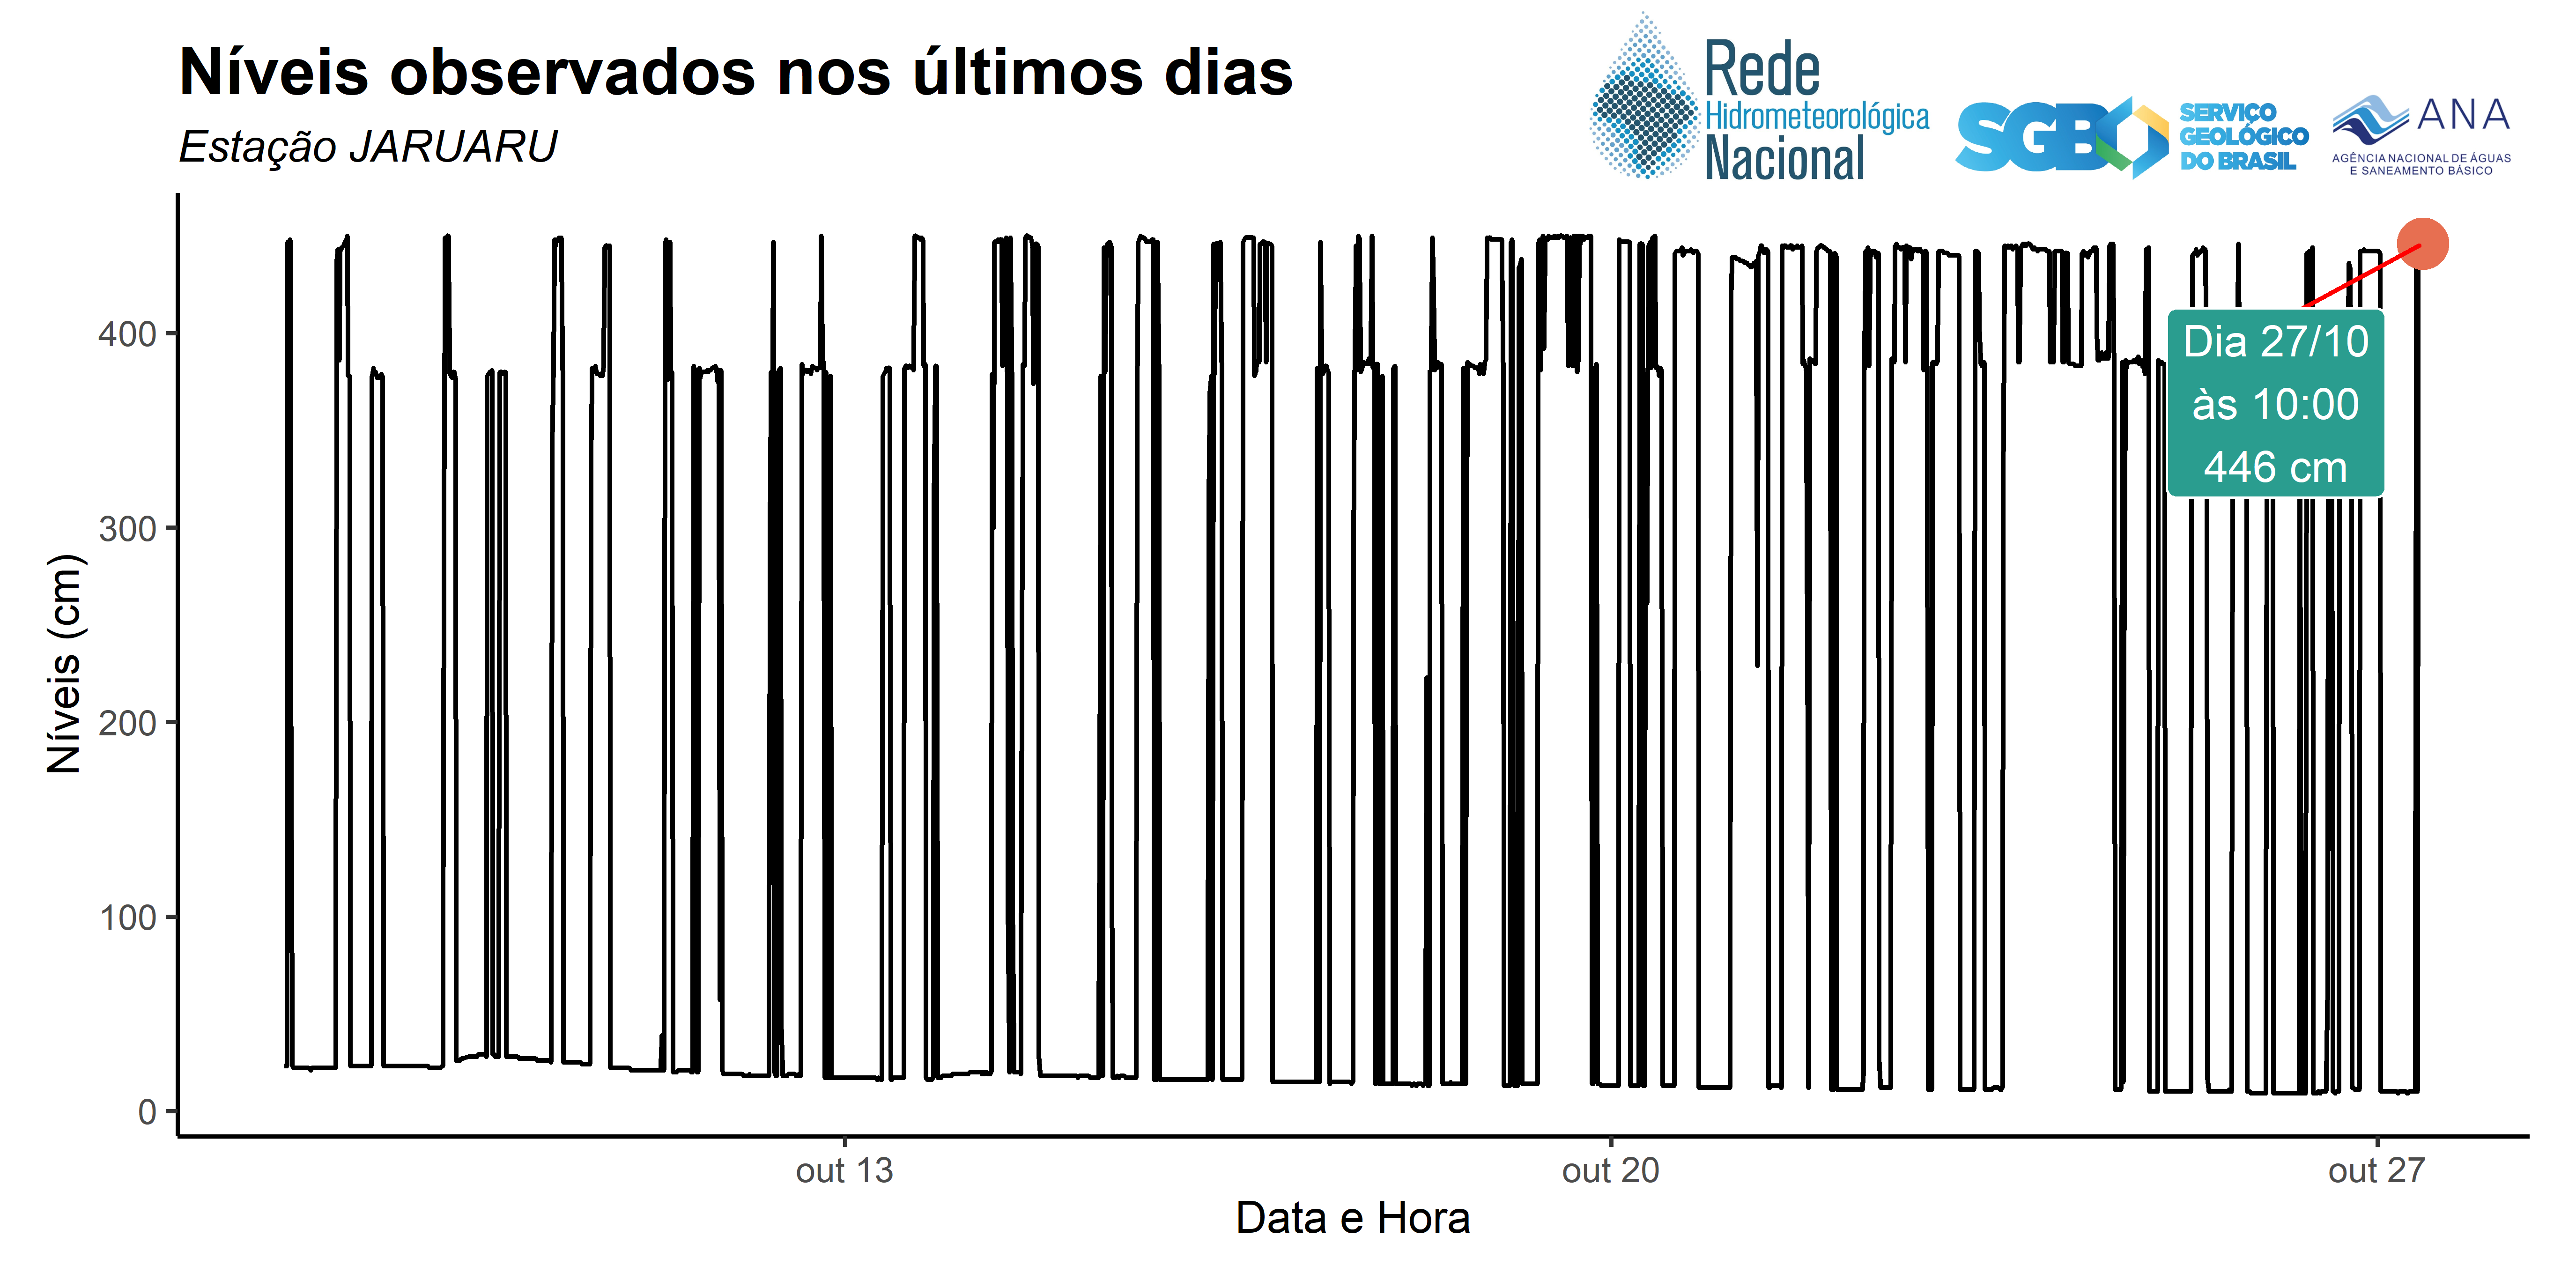 Níveis observados nos últimos dias
Estação JARUARU
Rede
Hidrometeorológica
Nacional
SGB
SERVIÇO
GEOLÓGICO
DO BRASIL
ANA
AGÊNCIA NACIONAL DE ÁGUAS
E SANEAMENTO BÁSICO
Níveis (cm)
400
300
200
100
0
Dia 27/10
às 10:00
446 cm
out 13
out 20
out 27
Data e Hora